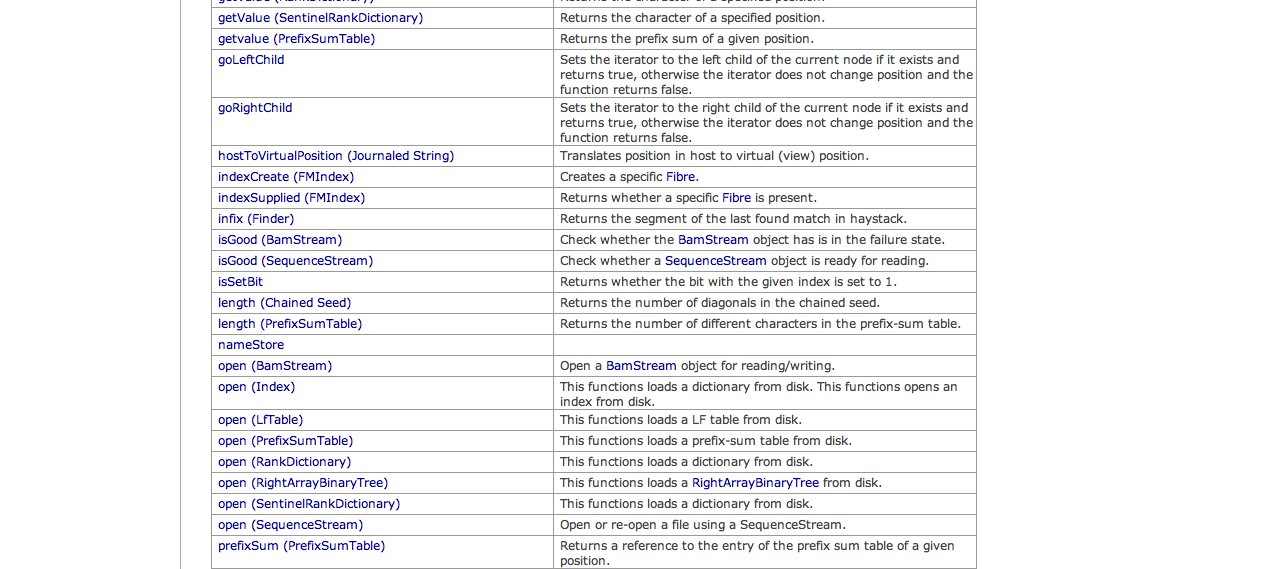 getValue (RankDictionary) Returns the character of a specified position.
getValue (SentinelRankDictionary) Returns the character of a specified position.
getvalue (PrefixSumTable) Returns the prefix sum of a given position.
goLeftChild Sets the iterator to the left child of the current node if it exists and
returns true, otherwise the iterator does not change position and the
function returns false.
goRightChild Sets the iterator to the right child of the current node if it exists and
returns true, otherwise the iterator does not change position and the
function returns false.
hostToVirtualPosition (Journaled String) Translates position in host to virtual (view) position.
indexCreate (FMIndex) Creates a specific Fibre.
indexSupplied (FMIndex) Returns whether a specific Fibre is present.
infix (Finder) Returns the segment of the last found match in haystack.
isGood (BamStream) Check whether the BamStream object has is in the failure state.
isGood (SequenceStream) Check whether a SequenceStream object is ready for reading.
isSetBit Returns whether the bit with the given index is set to 1.
length (Chained Seed) Returns the number of diagonals in the chained seed.
length (PrefixSumTable) Returns the number of different characters in the prefix-sum table.
nameStore
open (BamStream) Open a BamStream object for reading/writing.
open (Index) This functions loads a dictionary from disk. This functions opens an
index from disk.
open (LfTable) This functions loads a LF table from disk.
open (PrefixSumTable) This functions loads a prefix-sum table from disk.
open (RankDictionary) This functions loads a dictionary from disk.
open (RightArrayBinaryTree) This functions loads a RightArrayBinaryTree from disk.
open (SentinelRankDictionary) This functions loads a dictionary from disk.
open (SequenceStream) Open or re-open a file using a SequenceStream.
prefixSum (PrefixSumTable) Returns a reference to the entry of the prefix sum table of a given
position.